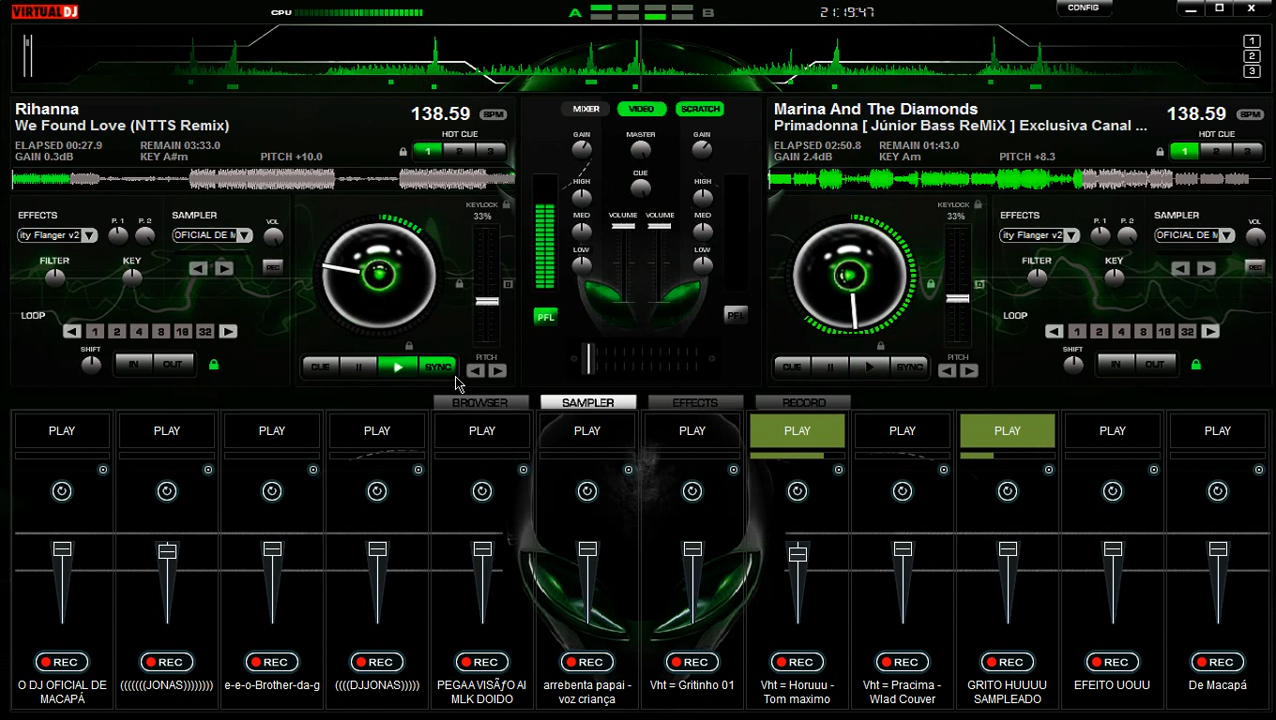 VIRTUAL DJ
CPU
A
B
21:19:47
CONFIG
1
2
3
Rihanna
We Found Love (NTTS Remix)
138.59 BPM
ELAPSED 00:27.9 REMAIN 03:33.0
GAIN 0.3dB KEY A#m PITCH +10.0
HOT CUE
1 2 3
MIXER VIDEO SCRATCH
GAIN MASTER GAIN
CUE
HIGH HIGH
MED VOLUME VOLUME MED
LOW LOW
PFL PFL
Marina And The Diamonds
Primadonna [ Júnior Bass ReMiX ] Exclusiva Canal ...
138.59 BPM
ELAPSED 02:50.8 REMAIN 01:43.0
GAIN 2.4dB KEY Am PITCH +8.3
HOT CUE
1 2 3
EFFECTS P. 1 P. 2 SAMPLER VOL
ity Flanger v2 OFICIAL DE M
FILTER KEY REC
LOOP
1 2 4 8 16 32
SHIFT IN OUT
KEYLOCK
33%
CUE II SYNC
PITCH
KEYLOCK
33%
CUE II SYNC
PITCH
EFFECTS P. 1 P. 2 SAMPLER VOL
ity Flanger v2 OFICIAL DE M
FILTER KEY REC
LOOP
1 2 4 8 16 32
SHIFT IN OUT
BROWSER SAMPLER EFFECTS RECORD
PLAY PLAY PLAY PLAY PLAY PLAY PLAY PLAY PLAY PLAY PLAY PLAY
REC REC REC REC REC REC REC REC REC REC REC REC
O DJ OFICIAL DE
MACAPÁ
(((((((JONAS))))))))
e-e-o-Brother-da-g
((((DJJONAS)))))
PEGA A VISÃƒO AI
MLK DOIDO
arrebenta papai -
voz criança
Vht = Gritinho 01
Vht = Horuuu -
Tom maximo
Vht = Pracima -
Wlad Couver
GRITO HUUUU
SAMPLEADO
EFEITO UOUU
De Macapá